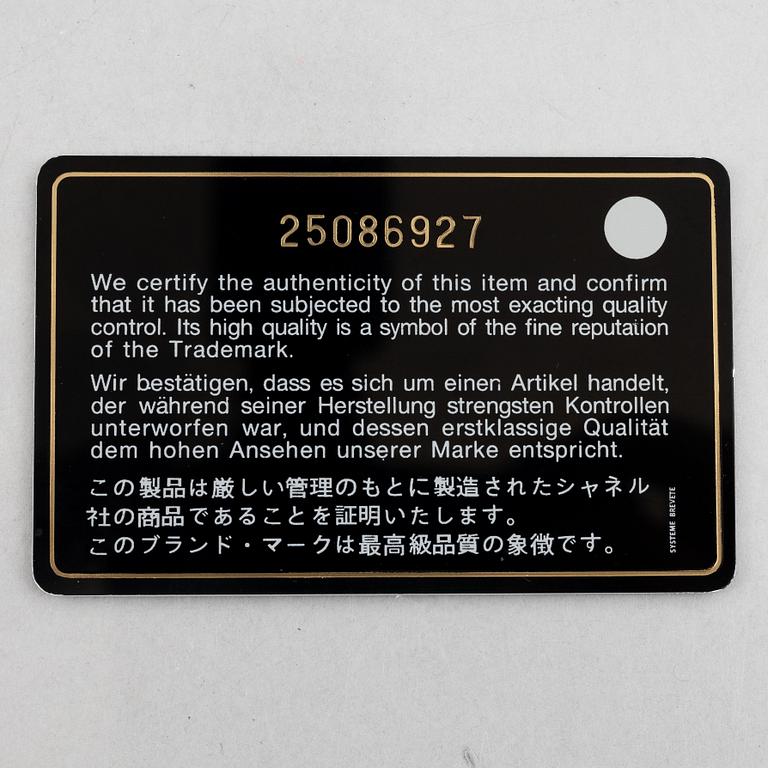 25086927
We certify the authenticity of this item and confirm
that it has been subjected to the most exacting quality
control. Its high quality is a symbol of the fine reputation
of the Trademark.
Wir bestätigen, dass es sich um einen Artikel handelt,
der während seiner Herstellung strengsten Kontrollen
unterworfen war, und dessen erstklassige Qualität
dem hohen Ansehen unserer Marke entspricht.
この製品は厳しい管理のもとに製造されたシャネル
社の商品であることを証明いたします。
このブランド・マークは最高級品質の象徴です。
SYSTEME BREVETE